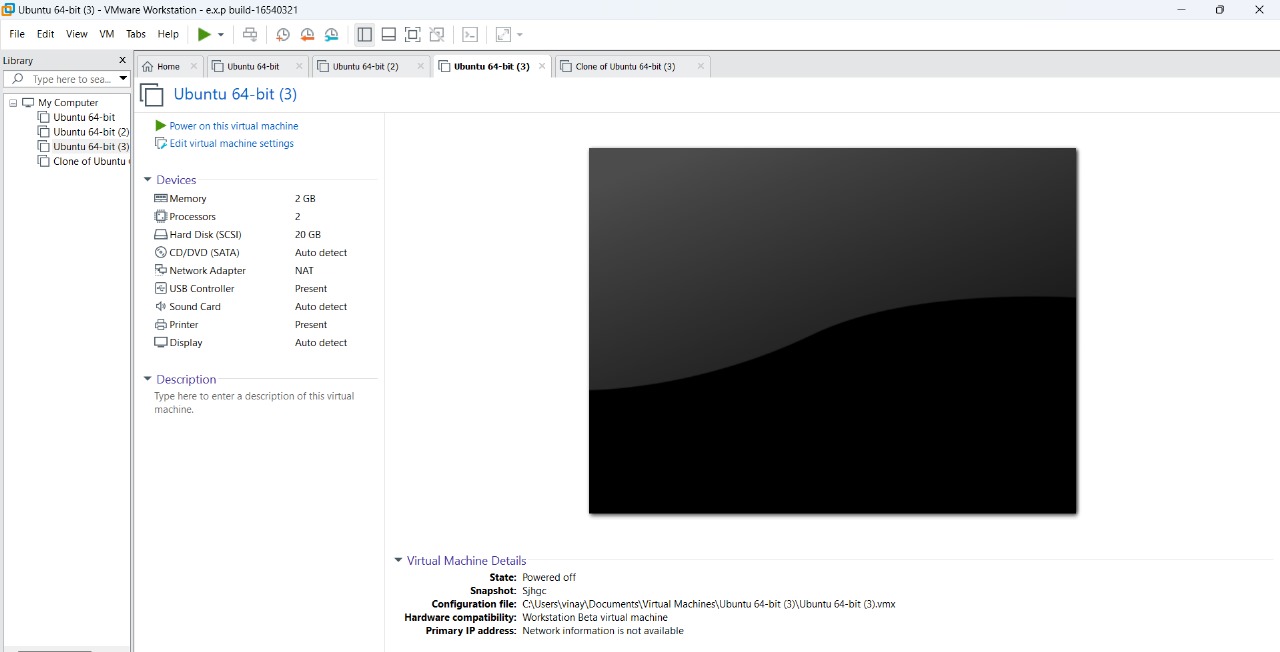 Ubuntu 64-bit (3) - VMware Workstation - e.x.p build-16540321
File Edit View VM Tabs Help
Library
Type here to sea...
My Computer
Ubuntu 64-bit
Ubuntu 64-bit (2)
Ubuntu 64-bit (3)
Clone of Ubuntu
Home Ubuntu 64-bit Ubuntu 64-bit (2) Ubuntu 64-bit (3) Clone of Ubuntu 64-bit (3)
Ubuntu 64-bit (3)
Power on this virtual machine
Edit virtual machine settings
Devices
Memory 2 GB
Processors 2
Hard Disk (SCSI) 20 GB
CD/DVD (SATA) Auto detect
Network Adapter NAT
USB Controller Present
Sound Card Auto detect
Printer Present
Display Auto detect
Description
Type here to enter a description of this virtual
machine.
Virtual Machine Details
State: Powered off
Snapshot: Sjhgc
Configuration file: C:\Users\vinay\Documents\Virtual Machines\Ubuntu 64-bit (3)\Ubuntu 64-bit (3).vmx
Hardware compatibility: Workstation Beta virtual machine
Primary IP address: Network information is not available